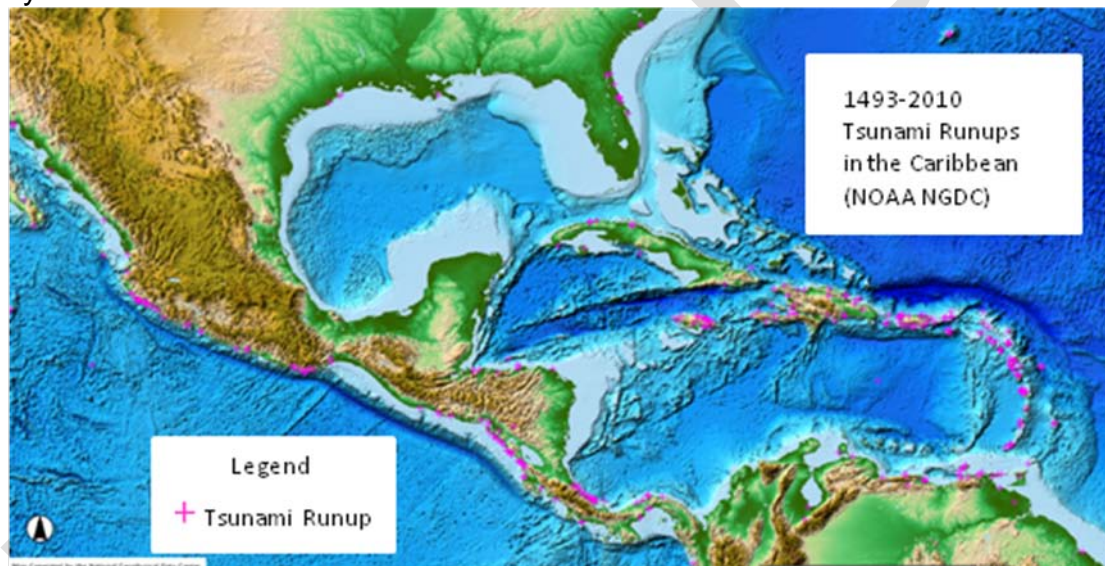 1493-2010
Tsunami Runups
in the Caribbean
(NOAA NGDC)
Legend
Tsunami Runup